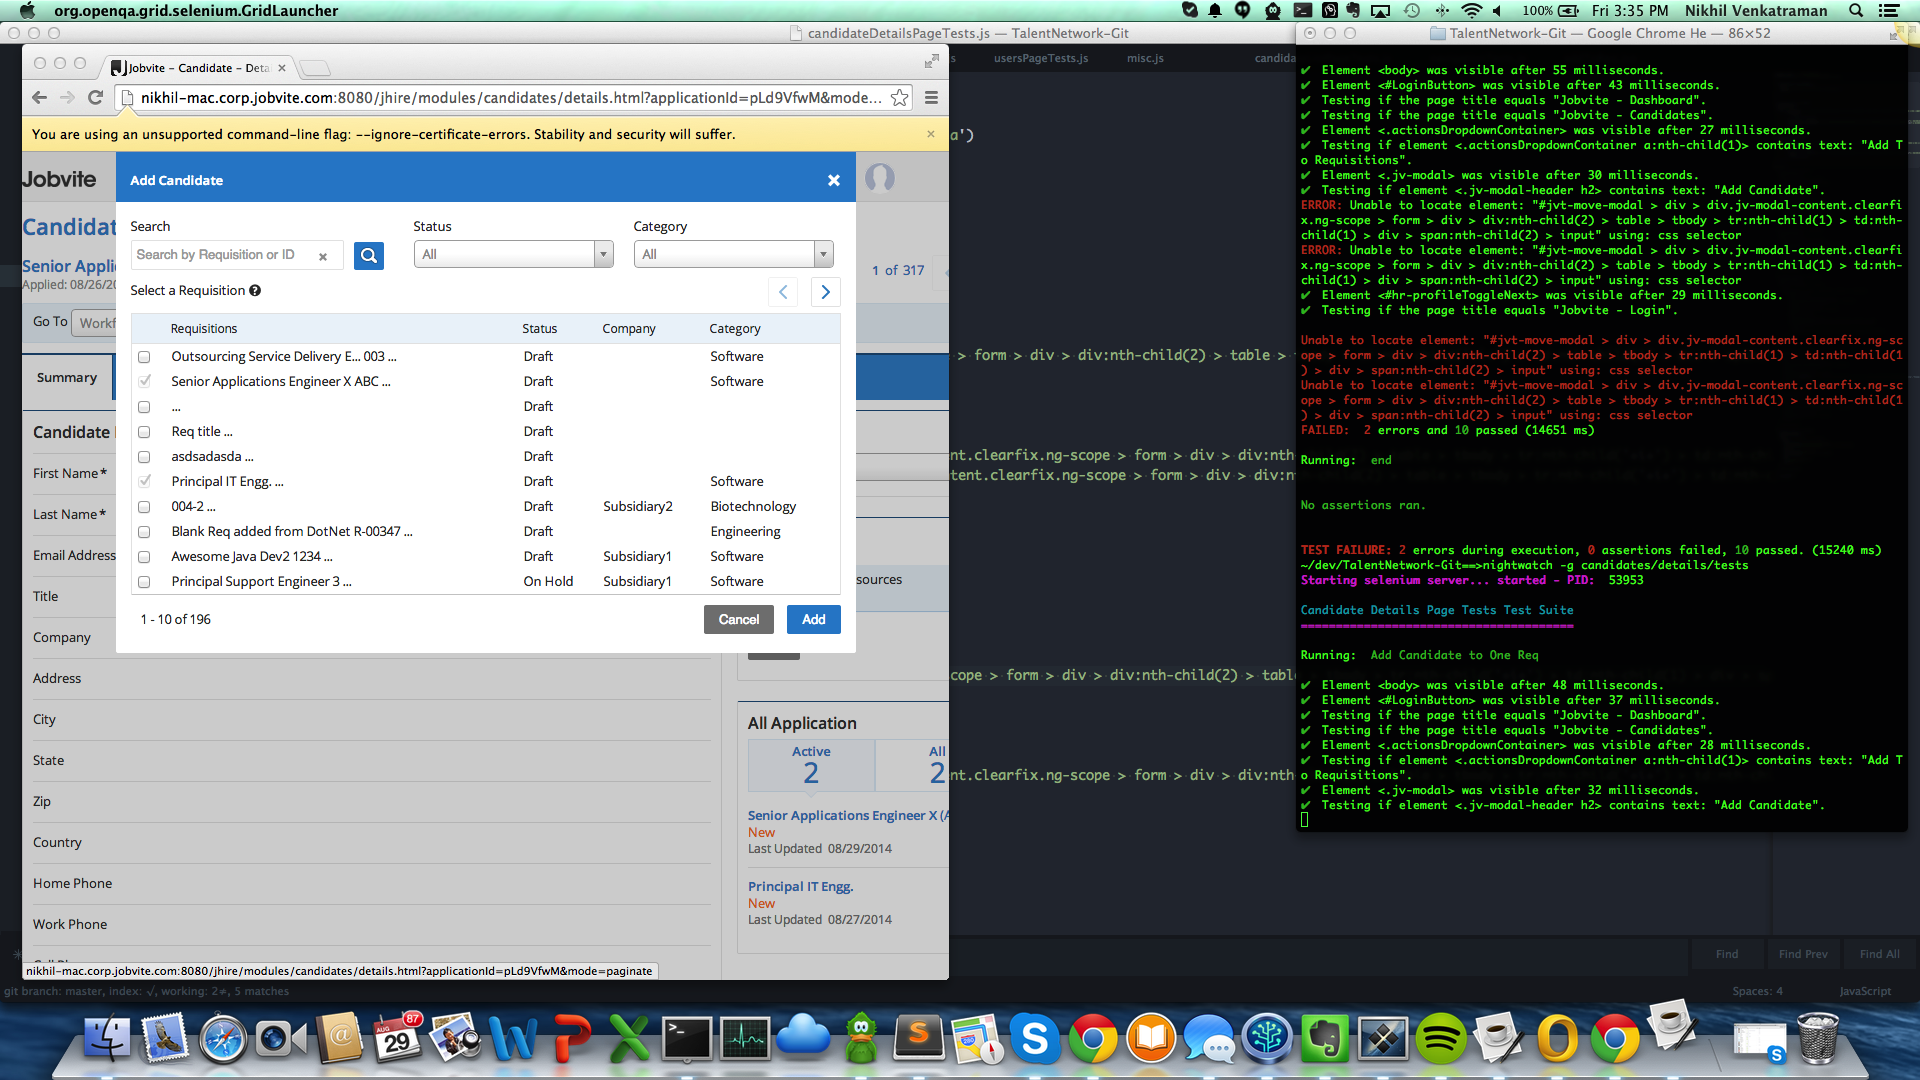 org.openqa.grid.selenium.GridLauncher
100%
Fri 3:35 PM
Nikhil Venkatraman
candidateDetailsPageTests.js — TalentNetwork-Git
usersPageTests.js
misc.js
candida
Jobvite - Candidate - Deta
nikhil-mac.corp.jobvite.com:8080/jhire/modules/candidates/details.html?applicationId=pLd9VfwM&mode...
You are using an unsupported command-line flag: --ignore-certificate-errors. Stability and security will suffer.
Jobvite
Add Candidate
Candidat
Senior Appli
Applied: 08/26/20
1 of 317
Go To
Workf
Summary
Search
Status
Category
Search by Requisition or ID
All
All
Select a Requisition
Requisitions Status Company Category
Outsourcing Service Delivery E... 003 ... Draft Software
Senior Applications Engineer X ABC ... Draft Software
... Draft
Req title ... Draft
asdsadasda ... Draft
Principal IT Engg. ... Draft Software
004-2 ... Draft Subsidiary2 Biotechnology
Blank Req added from DotNet R-00347 ... Draft Engineering
Awesome Java Dev2 1234 ... Draft Subsidiary1 Software
Principal Support Engineer 3 ... On Hold Subsidiary1 Software
1 - 10 of 196
Cancel
Add
Candidate
First Name*
Last Name*
Email Address
Title
Company
Address
City
State
Zip
Country
Home Phone
Work Phone
sources
All Application
Active
2
All
2
Senior Applications Engineer X (A
New
Last Updated 08/29/2014
Principal IT Engg.
New
Last Updated 08/27/2014
nikhil-mac.corp.jobvite.com:8080/jhire/modules/candidates/details.html?applicationId=pLd9VfwM&mode=paginate
a')
> form > div > div:nth-child(2) > table >
nt.clearfix.ng-scope > form > div > div:nth
tent.clearfix.ng-scope > form > div > div:n
cope > form > div > div:nth-child(2) > tabl
nt.clearfix.ng-scope > form > div > div:nth
TalentNetwork-Git — Google Chrome He — 86×52
✔ Element <body> was visible after 55 milliseconds.
✔ Element <#LoginButton> was visible after 43 milliseconds.
✔ Testing if the page title equals "Jobvite - Dashboard".
✔ Testing if the page title equals "Jobvite - Candidates".
✔ Element <.actionsDropdownContainer> was visible after 27 milliseconds.
✔ Testing if element <.actionsDropdownContainer a:nth-child(1)> contains text: "Add T
o Requisitions".
✔ Element <.jv-modal> was visible after 30 milliseconds.
✔ Testing if element <.jv-modal-header h2> contains text: "Add Candidate".
ERROR: Unable to locate element: "#jvt-move-modal > div > div.jv-modal-content.clearfi
x.ng-scope > form > div > div:nth-child(2) > table > tbody > tr:nth-child(1) > td:nth-
child(1) > div > span:nth-child(2) > input" using: css selector
ERROR: Unable to locate element: "#jvt-move-modal > div > div.jv-modal-content.clearfi
x.ng-scope > form > div > div:nth-child(2) > table > tbody > tr:nth-child(1) > td:nth-
child(1) > div > span:nth-child(2) > input" using: css selector
✔ Element <#hr-profileToggleNext> was visible after 29 milliseconds.
✔ Testing if the page title equals "Jobvite - Login".
Unable to locate element: "#jvt-move-modal > div > div.jv-modal-content.clearfix.ng-sc
ope > form > div > div:nth-child(2) > table > tbody > tr:nth-child(1) > td:nth-child(1
) > div > span:nth-child(2) > input" using: css selector
Unable to locate element: "#jvt-move-modal > div > div.jv-modal-content.clearfix.ng-sc
ope > form > div > div:nth-child(2) > table > tbody > tr:nth-child(1) > td:nth-child(1
) > div > span:nth-child(2) > input" using: css selector
FAILED: 2 errors and 10 passed (14651 ms)
Running: end
No assertions ran.
TEST FAILURE: 2 errors during execution, 0 assertions failed, 10 passed. (15240 ms)
~/dev/TalentNetwork-Git==>nightwatch -g candidates/details/tests
Starting selenium server... started - PID: 53953
Candidate Details Page Tests Test Suite
=======================================
Running: Add Candidate to One Req
✔ Element <body> was visible after 48 milliseconds.
✔ Element <#LoginButton> was visible after 37 milliseconds.
✔ Testing if the page title equals "Jobvite - Dashboard".
✔ Testing if the page title equals "Jobvite - Candidates".
✔ Element <.actionsDropdownContainer> was visible after 28 milliseconds.
✔ Testing if element <.actionsDropdownContainer a:nth-child(1)> contains text: "Add T
o Requisitions".
✔ Element <.jv-modal> was visible after 32 milliseconds.
✔ Testing if element <.jv-modal-header h2> contains text: "Add Candidate".
Find
Find Prev
Find All
git branch: master, index: √, working: 2≠, 5 matches
Spaces: 4
JavaScript
AUG
29
87